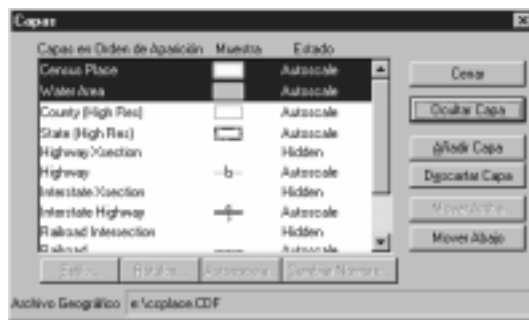 Capas
Capas en Orden de Aparición Muestra Estado
Census Place Autoscale
Water Area Autoscale
County (High Res) Autoscale
State (High Res) Autoscale
Highway Xsection Hidden
Highway Autoscale
Interstate Xsection Hidden
Interstate Highway Autoscale
Railroad Intersection Hidden
Railroad Autoscale
Cerrar
Ocultar Capa
Añadir Capa
Descartar Capa
Mover Arriba
Mover Abajo
Estilo... Rótulos... Autoescala... Cambiar Nombre...
Archivo Geográfico e:\ccplace.CDF